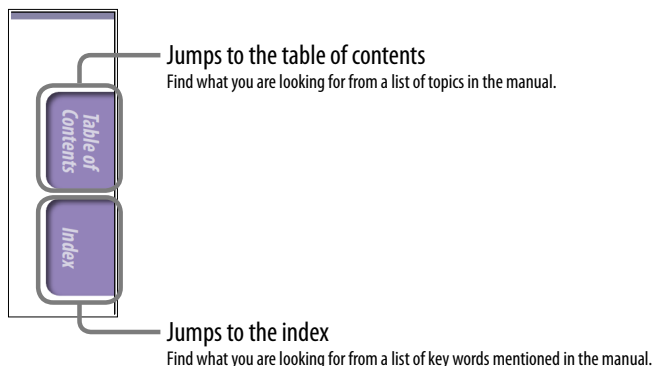 Jumps to the table of contents
Find what you are looking for from a list of topics in the manual.
Table of
Contents
Index
Jumps to the index
Find what you are looking for from a list of key words mentioned in the manual.